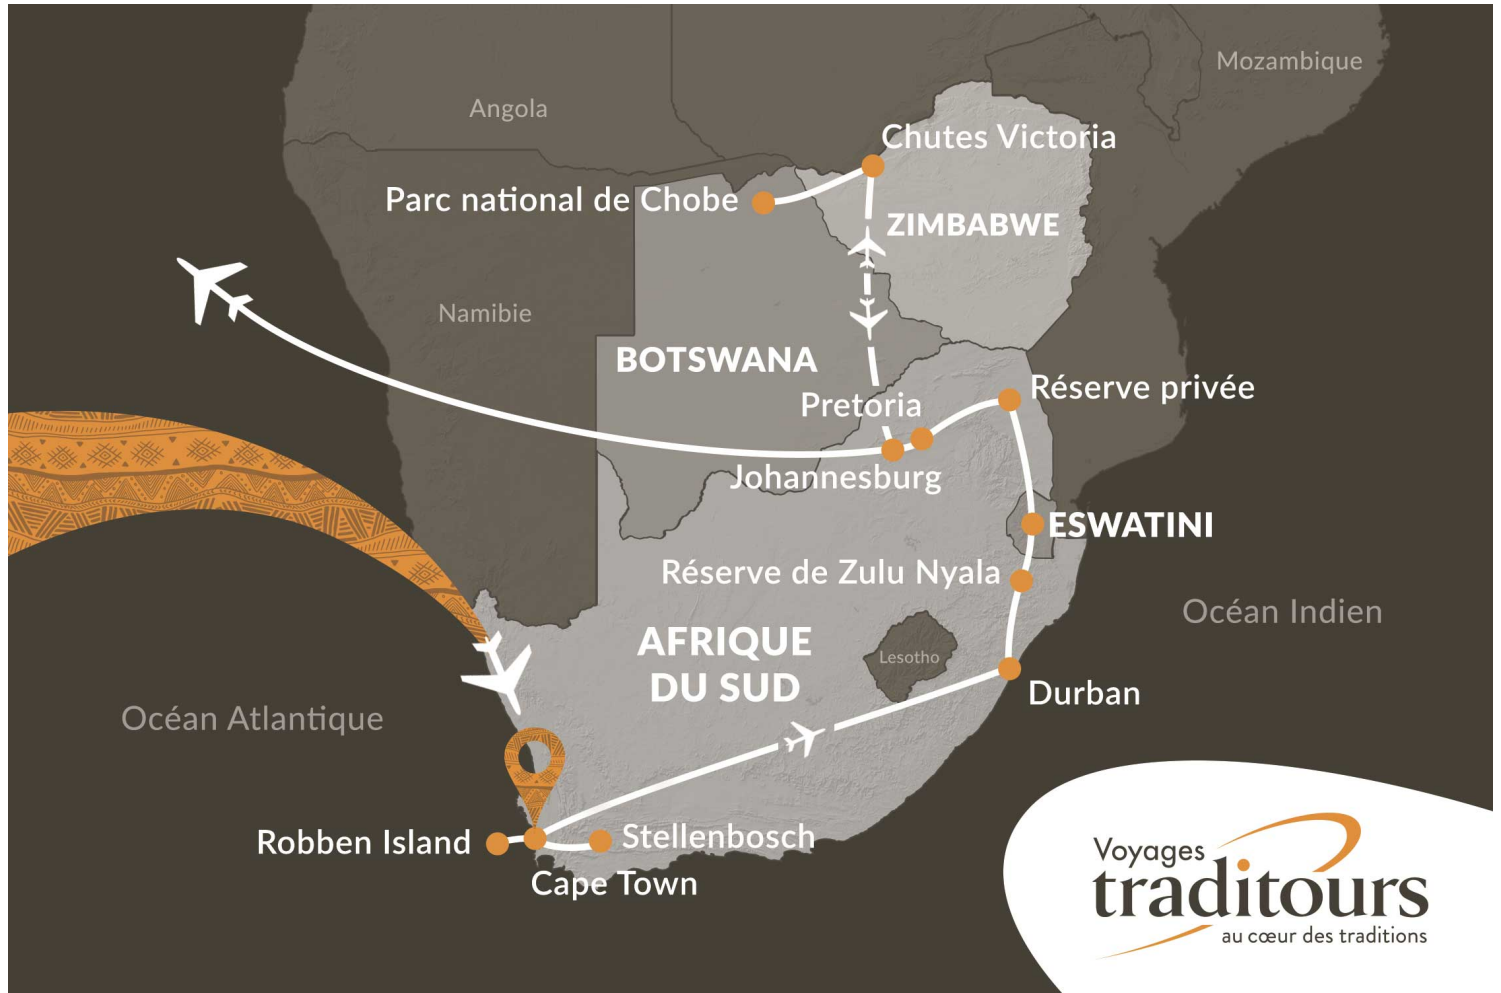 Mozambique
Angola
Chutes Victoria
Parc national de Chobe
ZIMBABWE
Namibie
BOTSWANA
Réserve privée
Pretoria
Johannesburg
ESWATINI
Réserve de Zulu Nyala
Océan Indien
AFRIQUE
DU SUD
Lesotho
Durban
Océan Atlantique
Robben Island
Stellenbosch
Cape Town
Voyages
traditours
au cœur des traditions